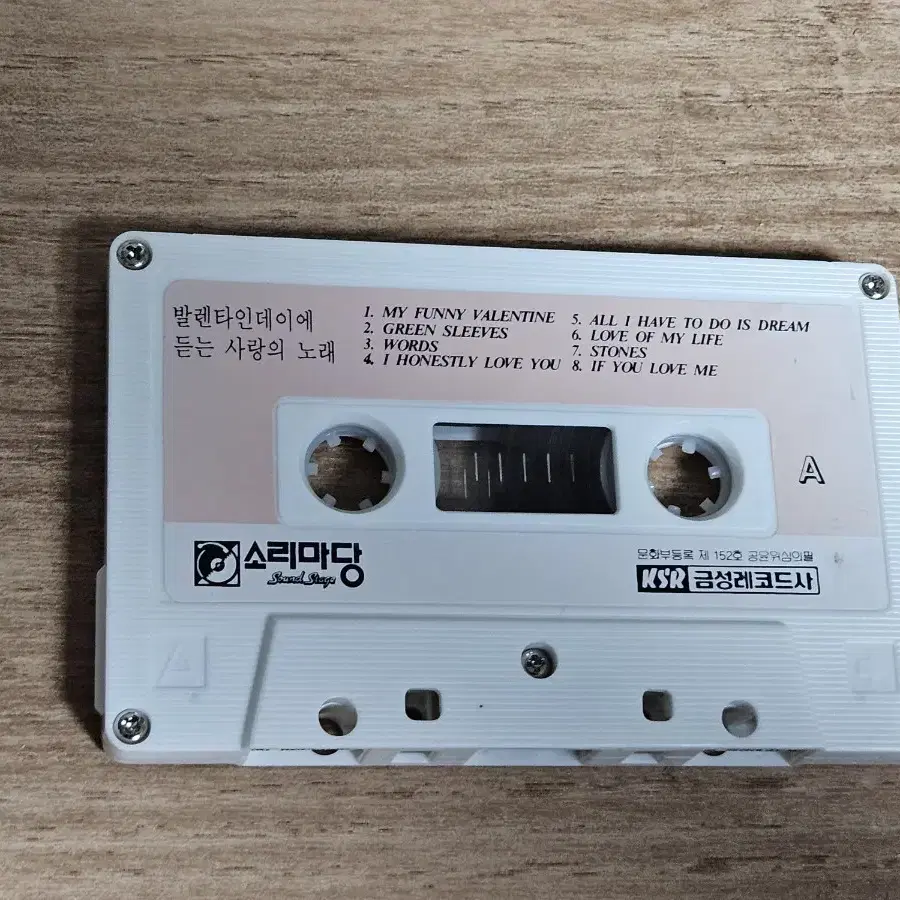 발렌타인데이에
듣는 사랑의 노래
1. MY FUNNY VALENTINE
2. GREEN SLEEVES
3. WORDS
4. I HONESTLY LOVE YOU
5. ALL I HAVE TO DO IS DREAM
6. LOVE OF MY LIFE
7. STONES
8. IF YOU LOVE ME
A
소리마당
Sound Stage
문화부등록 제 152호 공윤위심의필
KSR 금성레코드사